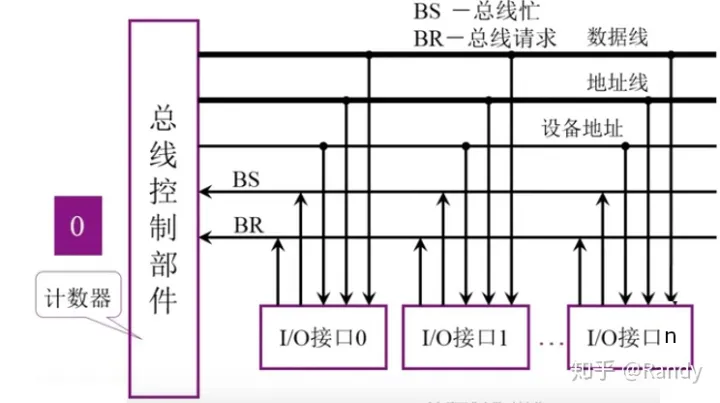 BS －总线忙
BR－总线请求
数据线
地址线
设备地址
BS
BR
总线控制部件
0
计数器
I/O接口0
I/O接口1
…
I/O接口n
知乎 @Randy